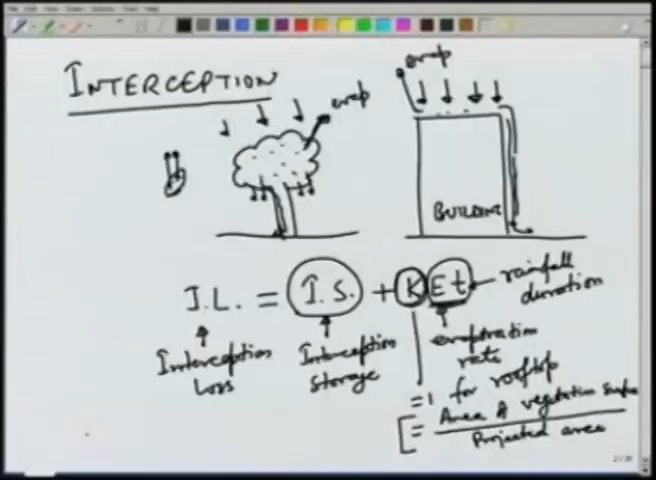 INTERCEPTION
evap
evap
BUILDING
I.L. = I.S. + K E t
rainfall
duration
Interception
Loss
Interception
Storage
evaporation
rate
=1 for rooftop
= Area of vegetation surface
Projected area